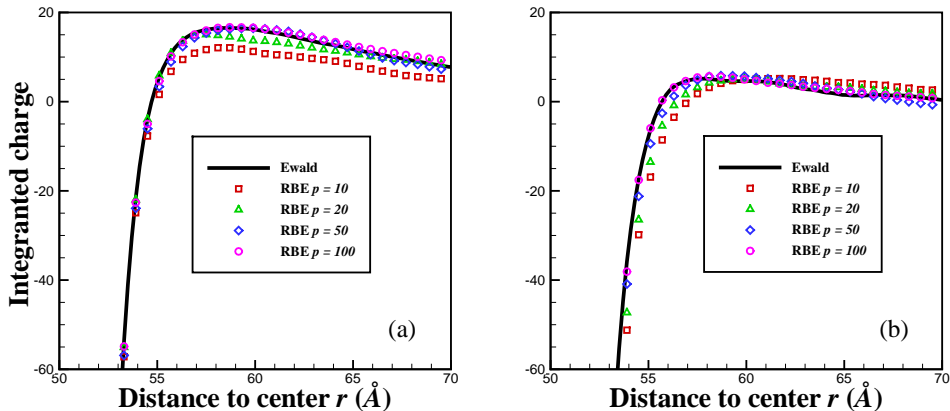 Integranted charge
20
0
-20
-40
-60
Ewald
RBE p = 10
RBE p = 20
RBE p = 50
RBE p = 100
(a)
50
55
60
65
70
Distance to center r (Å)
20
0
-20
-40
-60
Ewald
RBE p = 10
RBE p = 20
RBE p = 50
RBE p = 100
(b)
50
55
60
65
70
Distance to center r (Å)